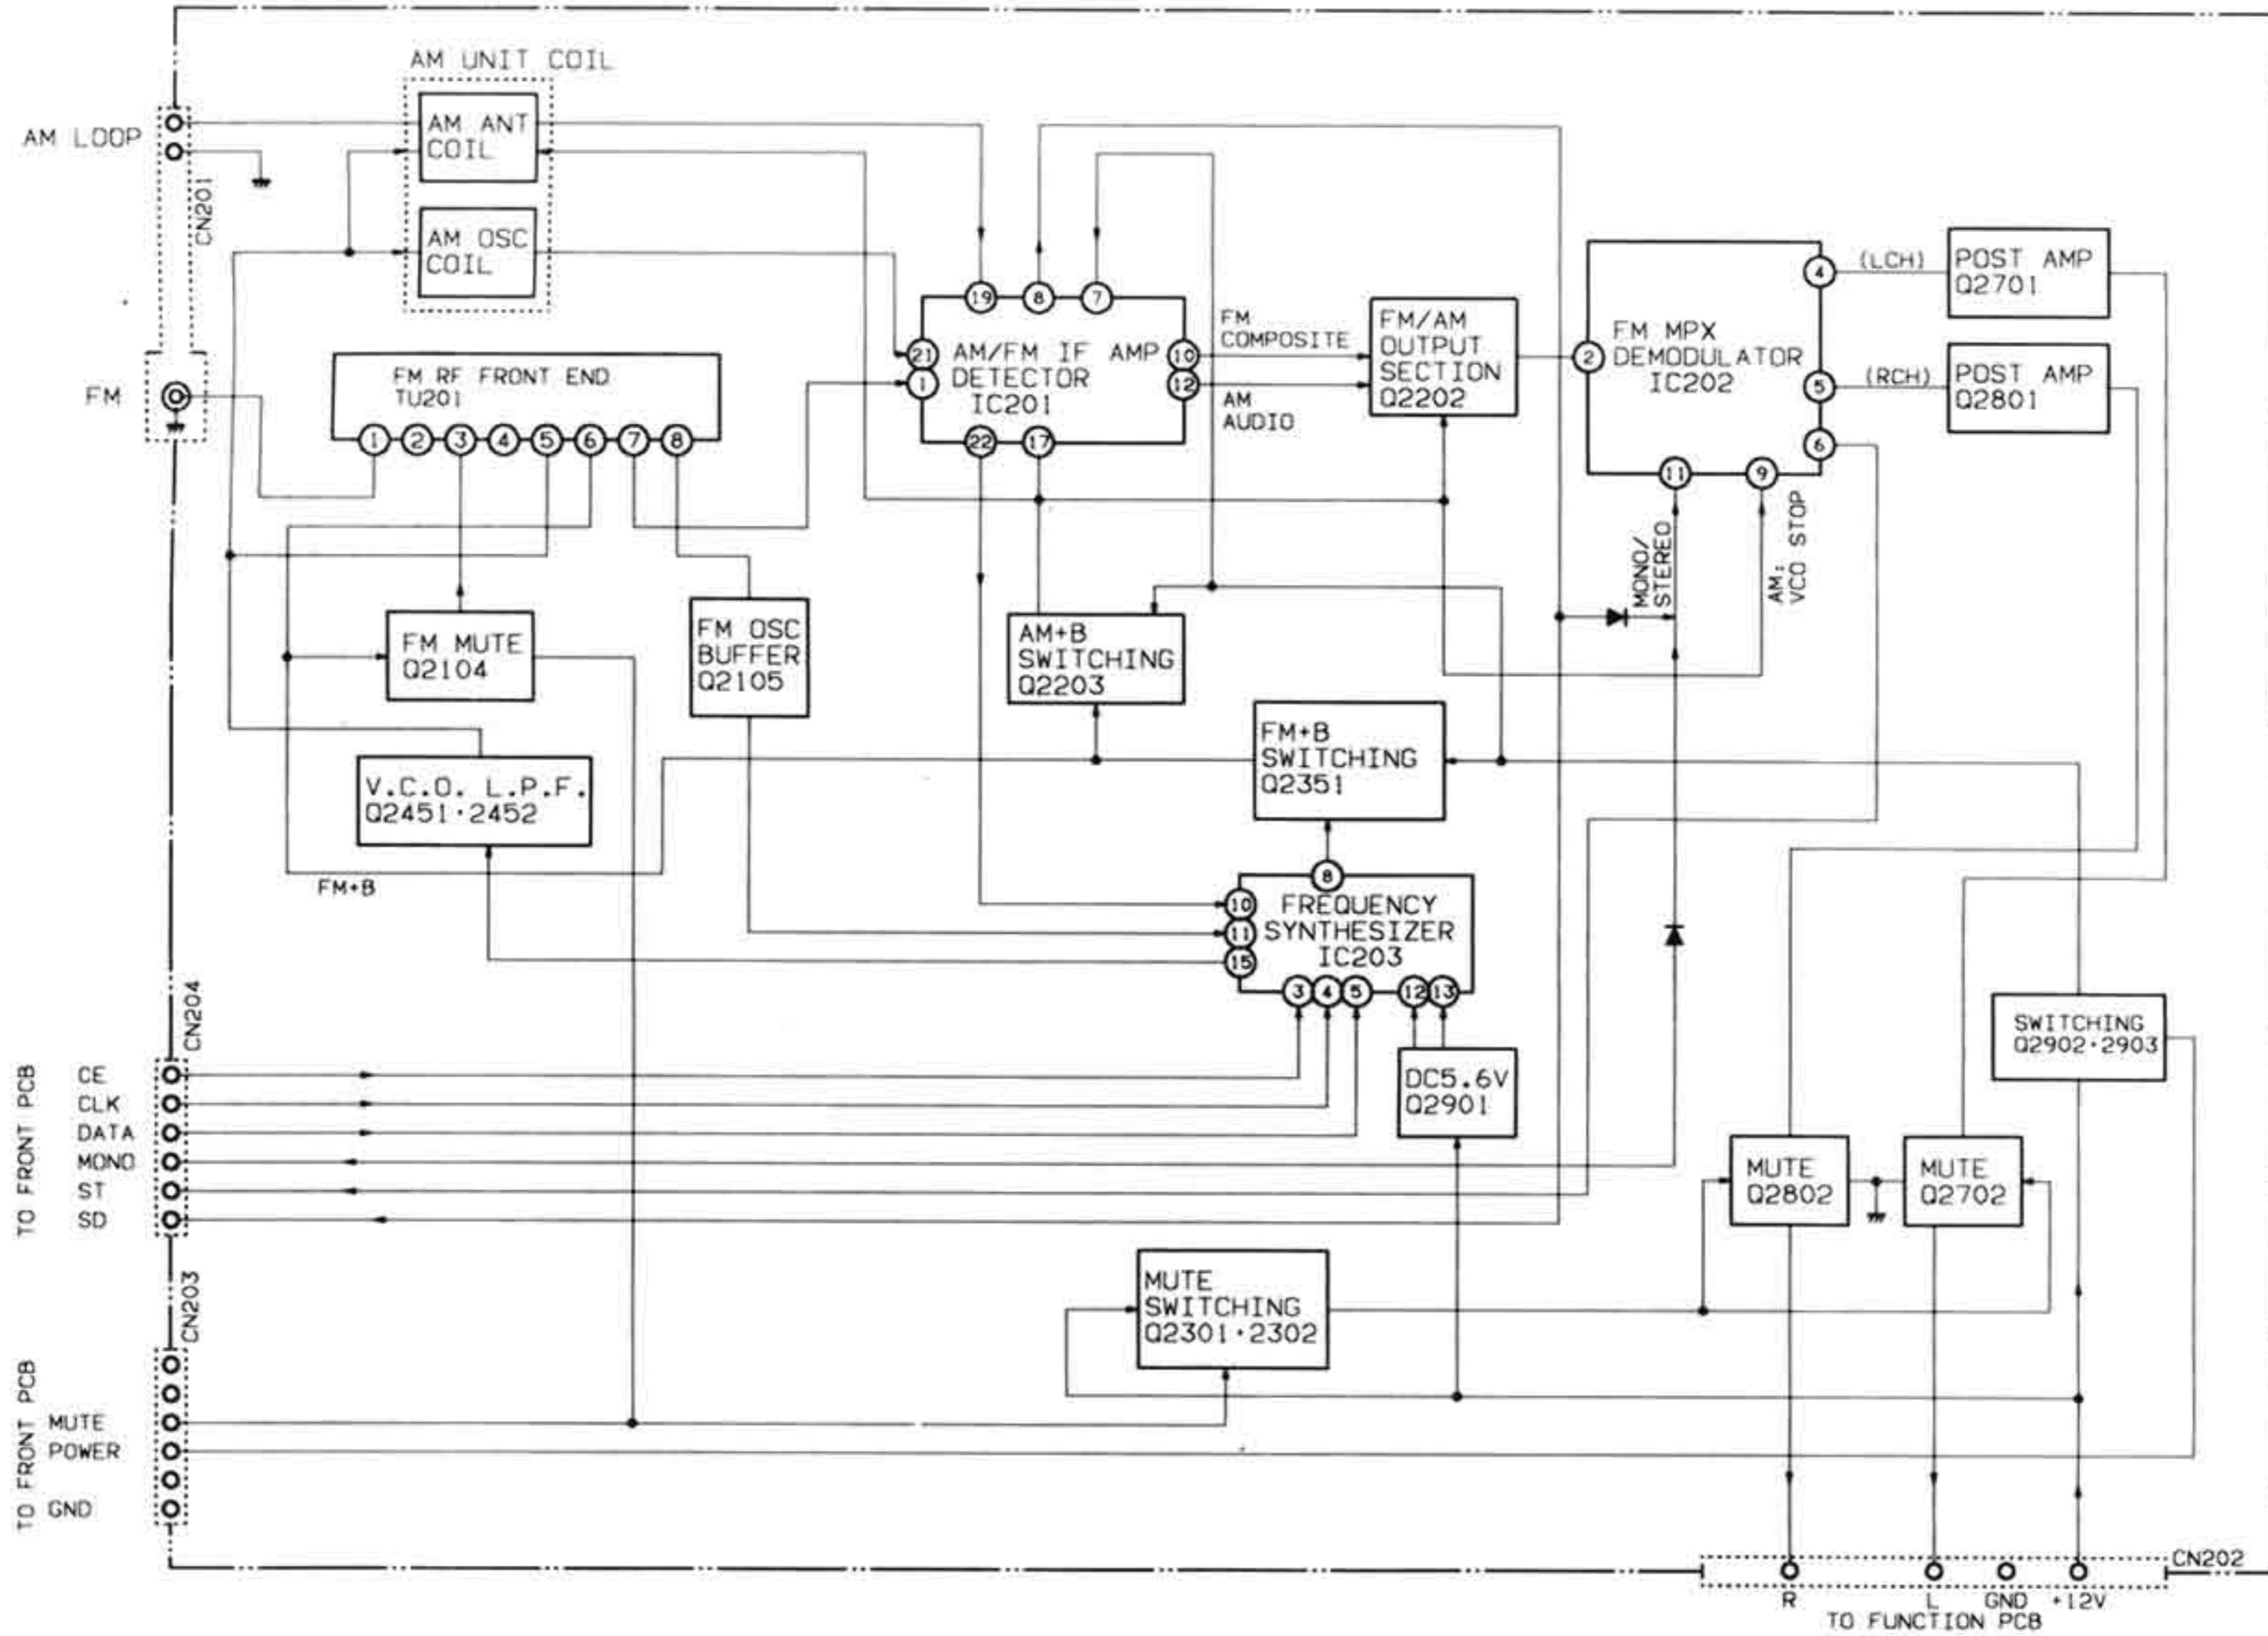 AM UNIT COIL
AM ANT
COIL
AM LOOP
CN201
AM OSC
COIL
FM
FM RF FRONT END
TU201
1 2 3 4 5 6 7 8
19 8 7
21
1
AM/FM IF AMP
DETECTOR
IC201
10
12
22 17
FM
COMPOSITE
AM
AUDIO
FM/AM
OUTPUT
SECTION
Q2202
2
FM MPX
DEMODULATOR
IC202
4
5
6
11 9
(LCH)
POST AMP
Q2701
(RCH)
POST AMP
Q2801
MONO/
STEREO
AM:
VCO STOP
FM MUTE
Q2104
FM OSC
BUFFER
Q2105
AM+B
SWITCHING
Q2203
FM+B
SWITCHING
Q2351
V.C.O. L.P.F.
Q2451·2452
FM+B
8
10
11
15
FREQUENCY
SYNTHESIZER
IC203
3 4 5 12 13
DC5.6V
Q2901
SWITCHING
Q2902·2903
CN204
TO FRONT PCB
CE
CLK
DATA
MONO
ST
SD
MUTE
Q2802
MUTE
Q2702
CN203
MUTE
SWITCHING
Q2301·2302
TO FRONT PCB
MUTE
POWER
GND
CN202
R L GND +12V
TO FUNCTION PCB